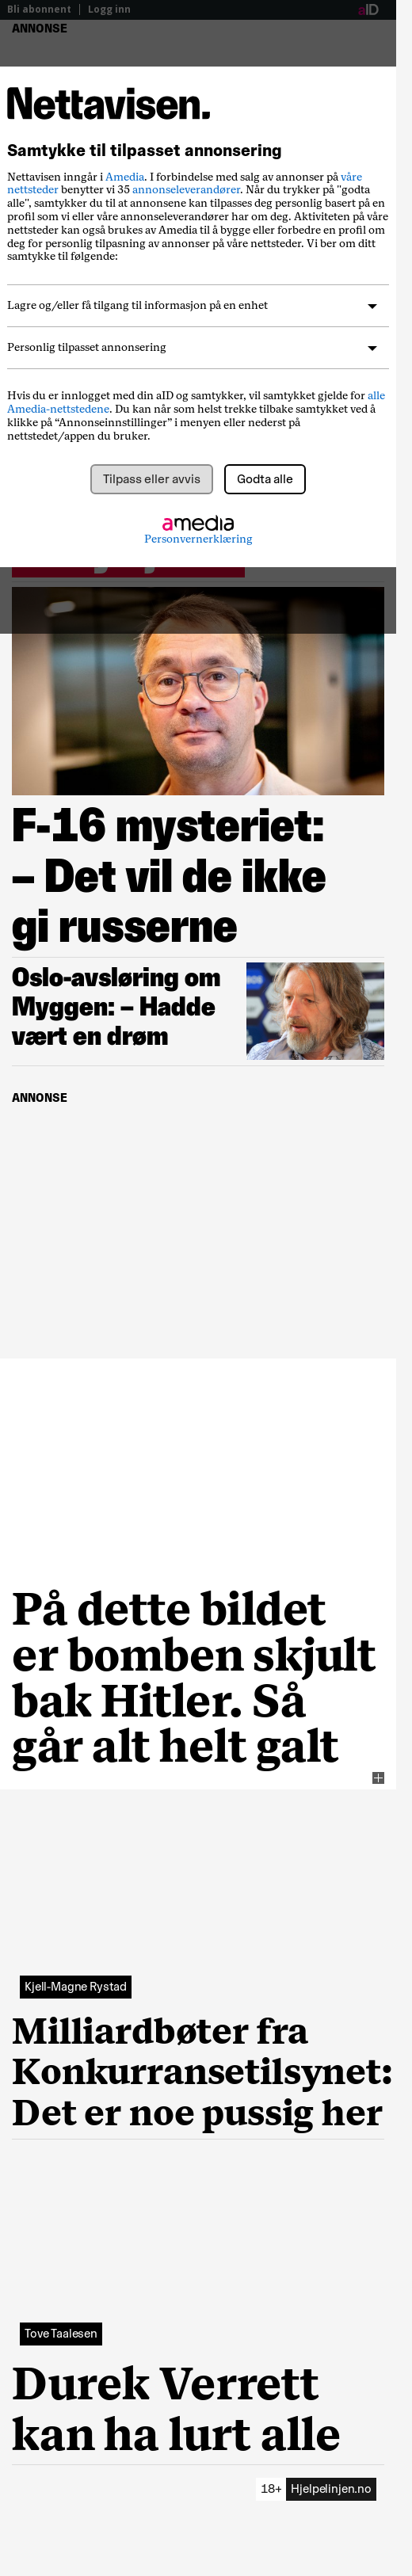 Bli abonnent | Logg inn
aID
ANNONSE
Nettavisen.
Samtykke til tilpasset annonsering
Nettavisen inngår i Amedia. I forbindelse med salg av annonser på våre
nettsteder benytter vi 35 annonseleverandører. Når du trykker på "godta
alle", samtykker du til at annonsene kan tilpasses deg personlig basert på en
profil som vi eller våre annonseleverandører har om deg. Aktiviteten på våre
nettsteder kan også brukes av Amedia til å bygge eller forbedre en profil om
deg for personlig tilpasning av annonser på våre nettsteder. Vi ber om ditt
samtykke til følgende:
Lagre og/eller få tilgang til informasjon på en enhet
Personlig tilpasset annonsering
Hvis du er innlogget med din aID og samtykker, vil samtykket gjelde for alle
Amedia-nettstedene. Du kan når som helst trekke tilbake samtykket ved å
klikke på “Annonseinnstillinger” i menyen eller nederst på
nettstedet/appen du bruker.
Tilpass eller avvis
Godta alle
amedia
Personvernerklæring
F-16 mysteriet:
– Det vil de ikke
gi russerne
Oslo-avsløring om
Myggen: – Hadde
vært en drøm
ANNONSE
På dette bildet
er bomben skjult
bak Hitler. Så
går alt helt galt
Kjell-Magne Rystad
Milliardbøter fra
Konkurransetilsynet:
Det er noe pussig her
Tove Taalesen
Durek Verrett
kan ha lurt alle
18+ Hjelpelinjen.no